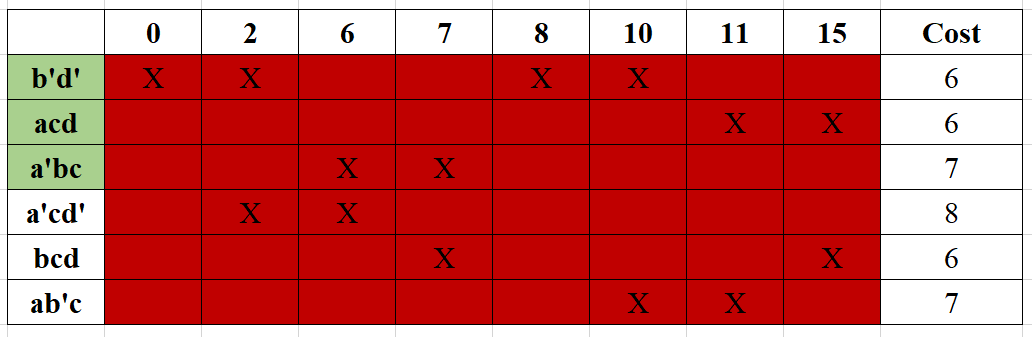 0 2 6 7 8 10 11 15 Cost
b'd' X X X X 6
acd X X 6
a'bc X X 7
a'cd' X X 8
bcd X X 6
ab'c X X 7